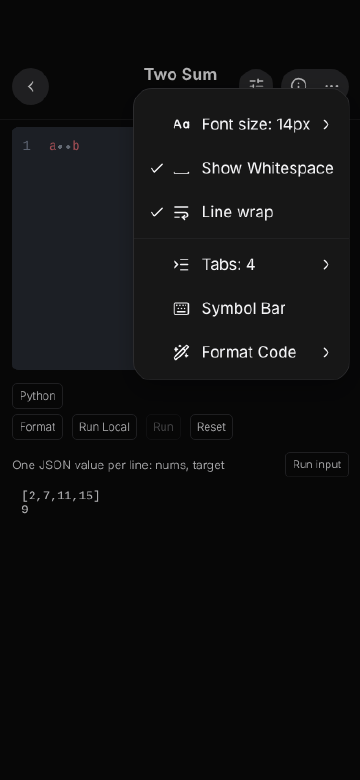 Two Sum
Aa Font size: 14px
1 a··b
Show Whitespace
Line wrap
Tabs: 4
Symbol Bar
Format Code
Python
Format Run Local Run Reset
One JSON value per line: nums, target Run input
[2,7,11,15]
9